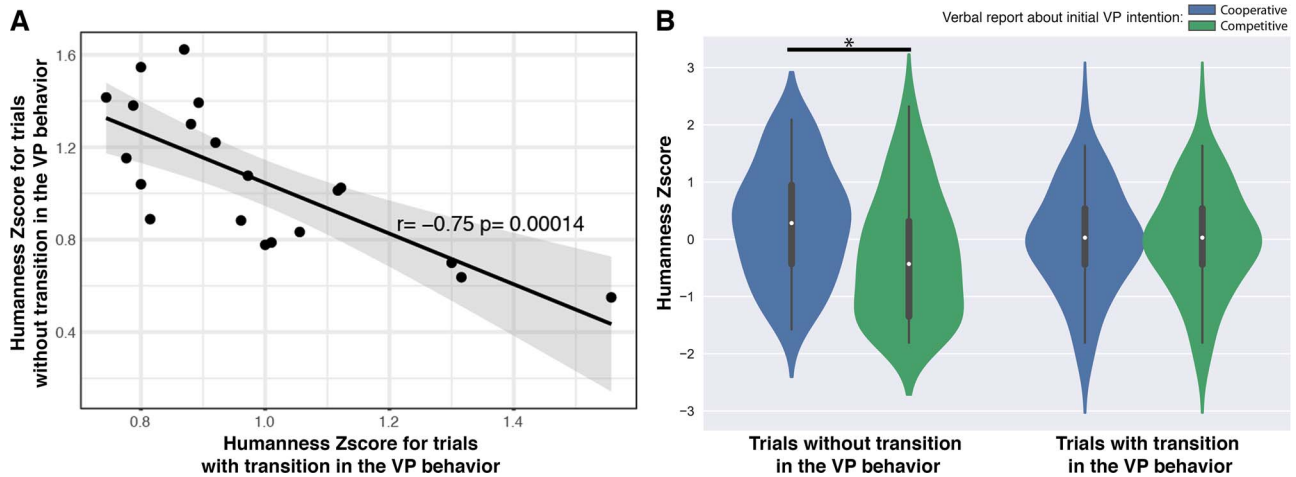 A
Humanness Zscore for trials
without transition in the VP behavior
1.6
1.2
0.8
0.4
r= −0.75 p= 0.00014
0.8
1.0
1.2
1.4
Humanness Zscore for trials
with transition in the VP behavior
B
Verbal report about initial VP intention:
Cooperative
Competitive
*
Humanness Zscore
3
2
1
0
−1
−2
−3
Trials without transition
in the VP behavior
Trials with transition
in the VP behavior